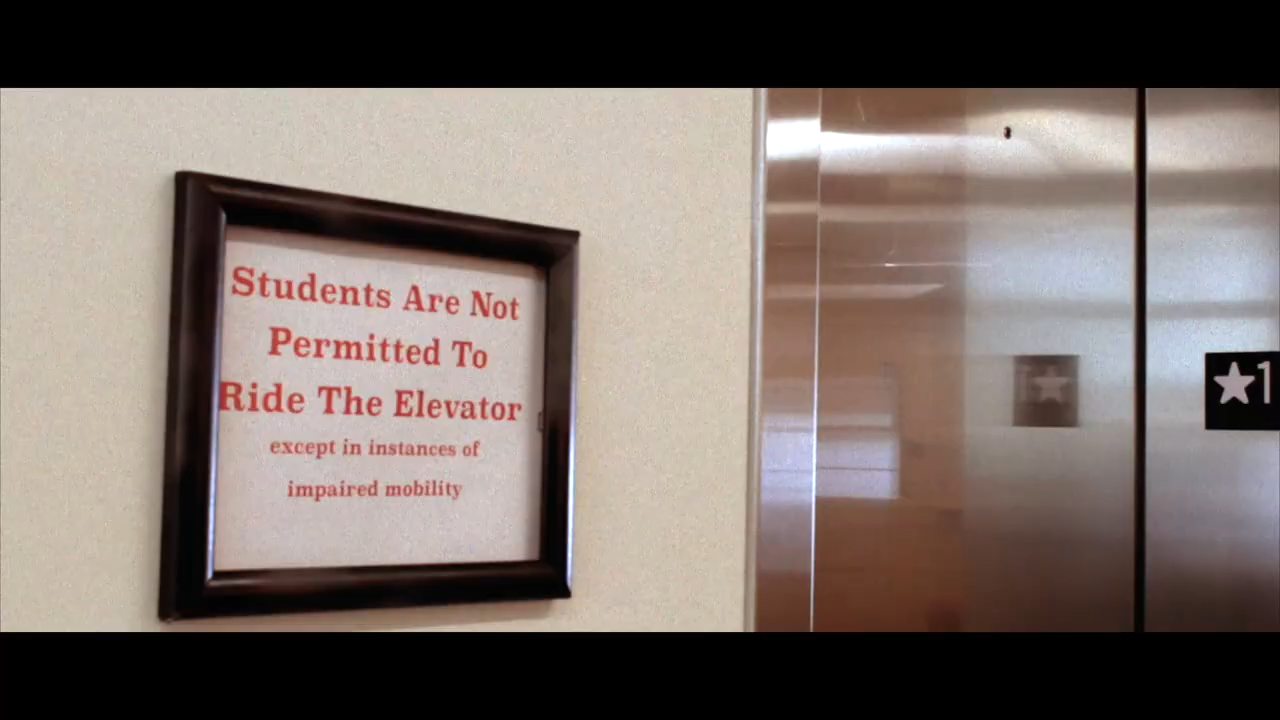 Students Are Not
Permitted To
Ride The Elevator
except in instances of
impaired mobility
★1